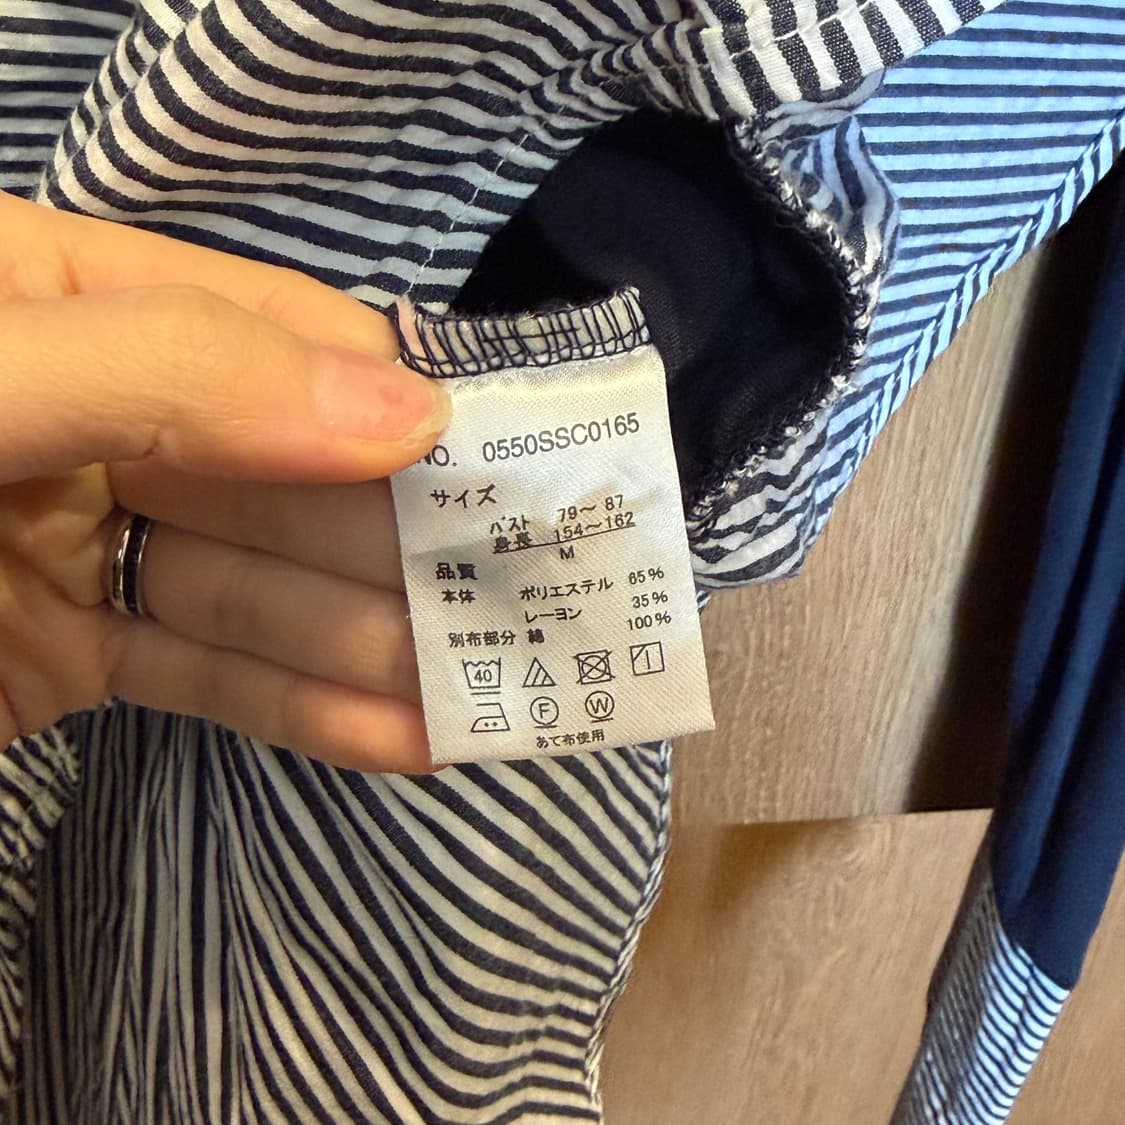 NO. 0550SSC0165
サイズ
バスト 79～ 87
身長 154～162
M
品質
本体 ポリエステル 65%
レーヨン 35%
別布部分 綿 100%
40
F W
あて布使用